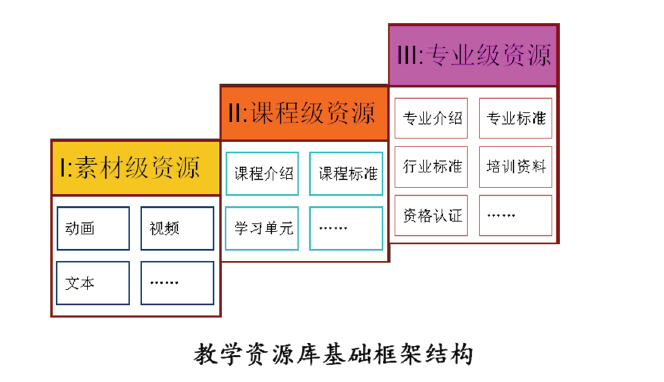 III:专业级资源
专业介绍 专业标准
行业标准 培训资料
资格认证 ……
II:课程级资源
课程介绍 课程标准
学习单元 ……
I:素材级资源
动画 视频
文本 ……
教学资源库基础框架结构